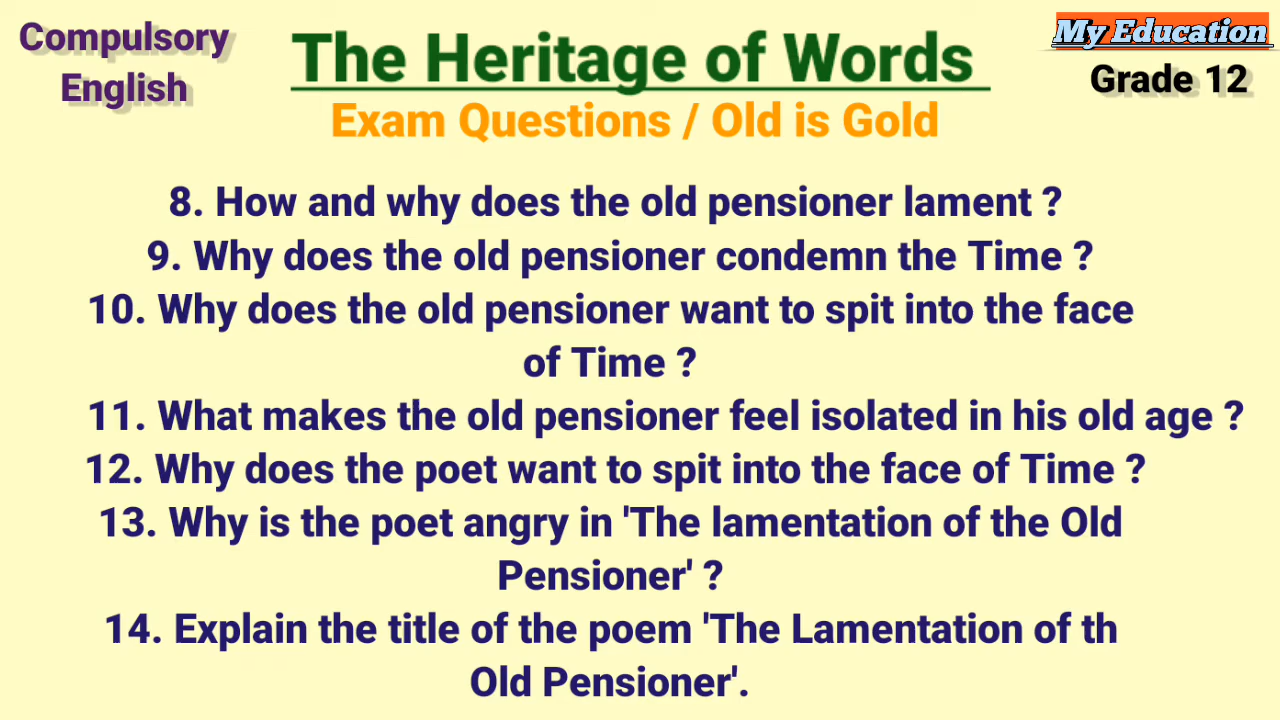 Compulsory
English
The Heritage of Words
Exam Questions / Old is Gold
My Education
Grade 12
8. How and why does the old pensioner lament ?
9. Why does the old pensioner condemn the Time ?
10. Why does the old pensioner want to spit into the face
of Time ?
11. What makes the old pensioner feel isolated in his old age ?
12. Why does the poet want to spit into the face of Time ?
13. Why is the poet angry in 'The lamentation of the Old
Pensioner' ?
14. Explain the title of the poem 'The Lamentation of th
Old Pensioner'.